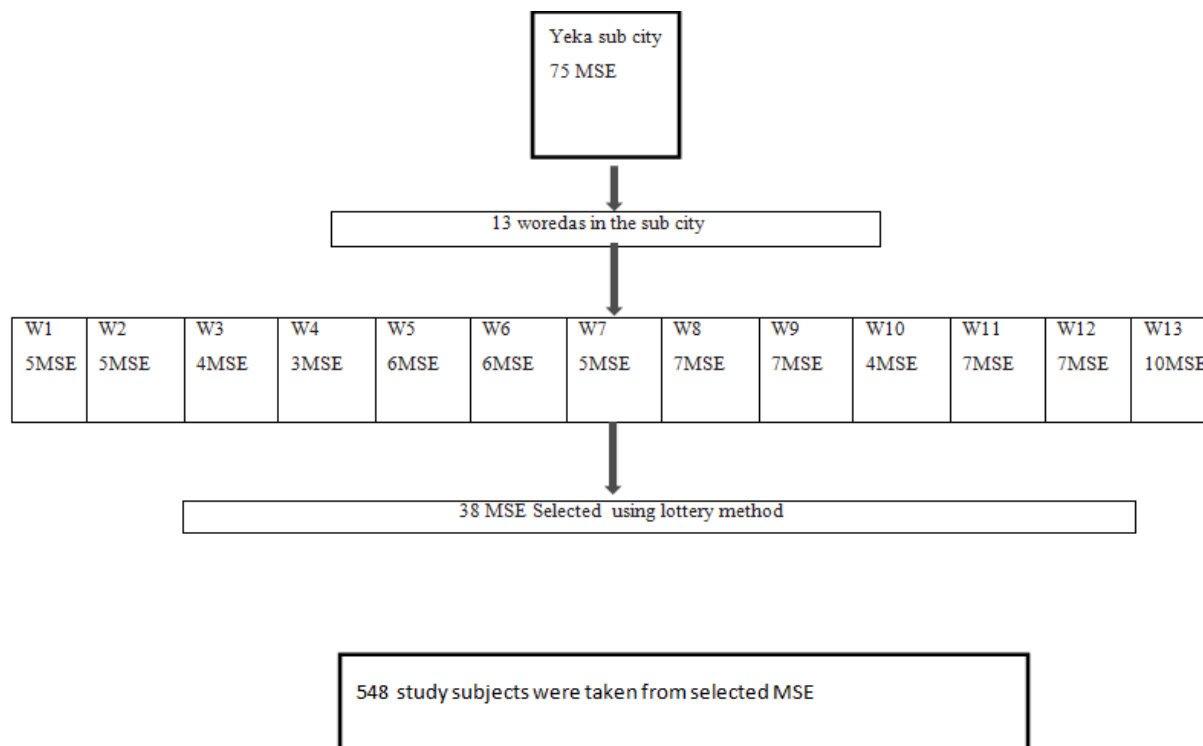 Yeka sub city
75 MSE
13 woredas in the sub city
W1 W2 W3 W4 W5 W6 W7 W8 W9 W10 W11 W12 W13
5MSE 5MSE 4MSE 3MSE 6MSE 6MSE 5MSE 7MSE 7MSE 4MSE 7MSE 7MSE 10MSE
38 MSE Selected using lottery method
548 study subjects were taken from selected MSE